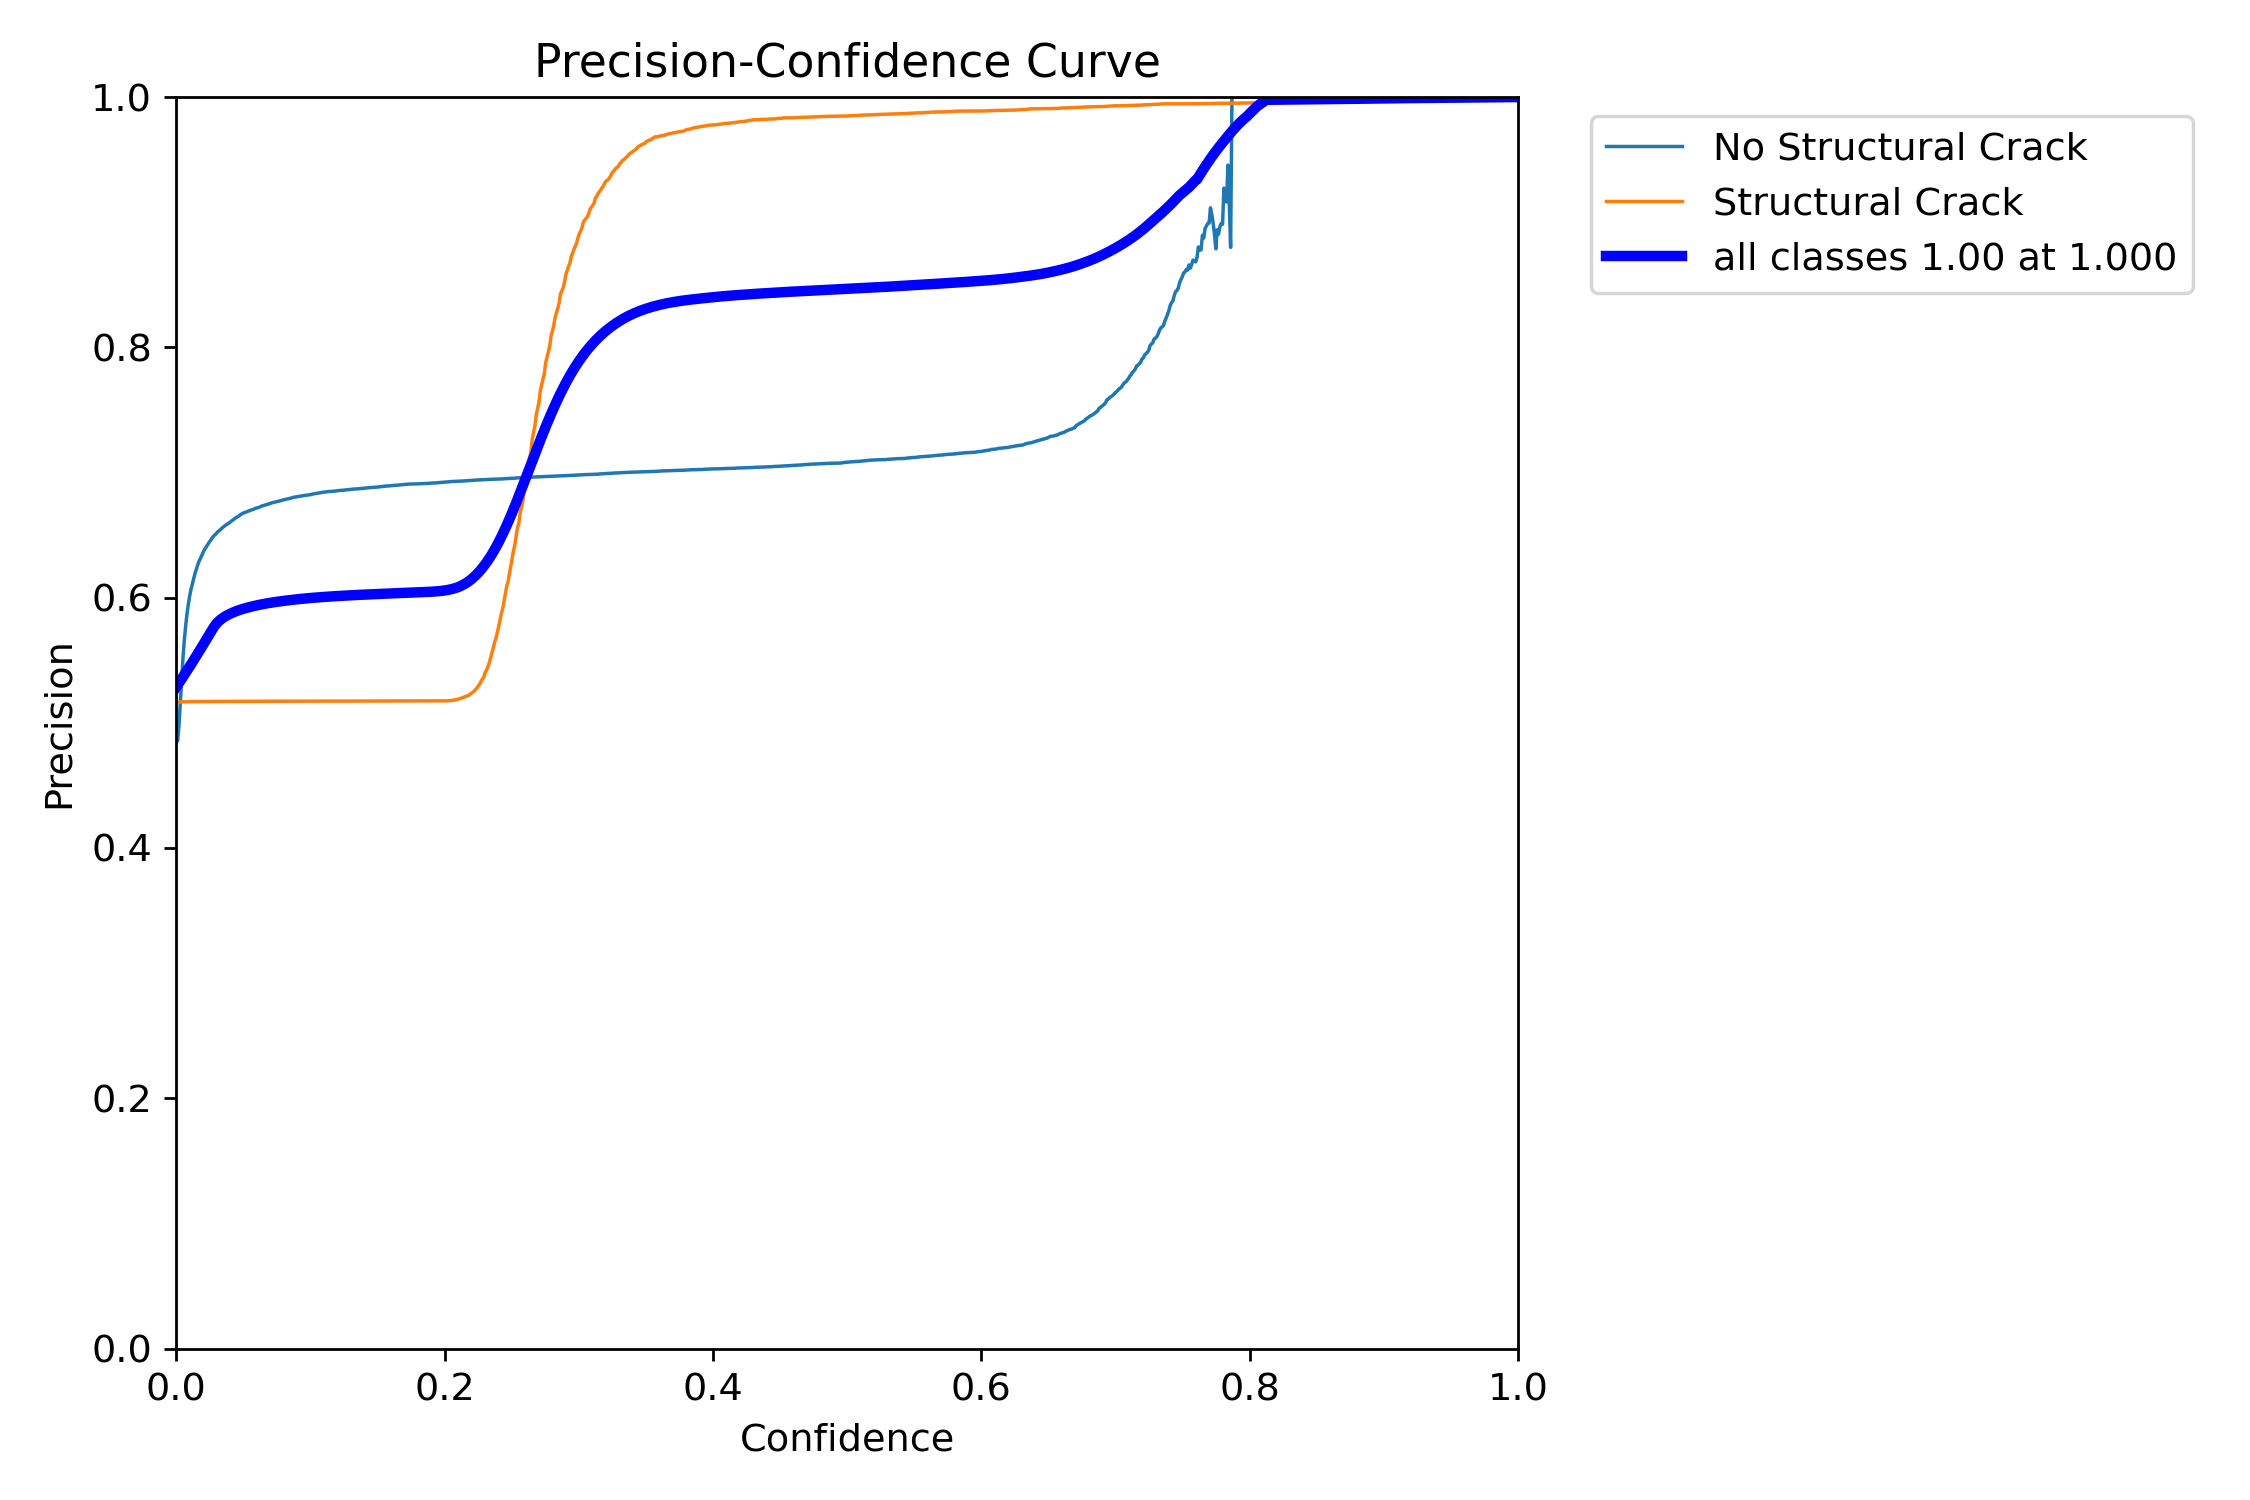 Precision-Confidence Curve
1.0
0.8
0.6
0.4
0.2
0.0
Precision
0.0 0.2 0.4 0.6 0.8 1.0
Confidence
No Structural Crack
Structural Crack
all classes 1.00 at 1.000